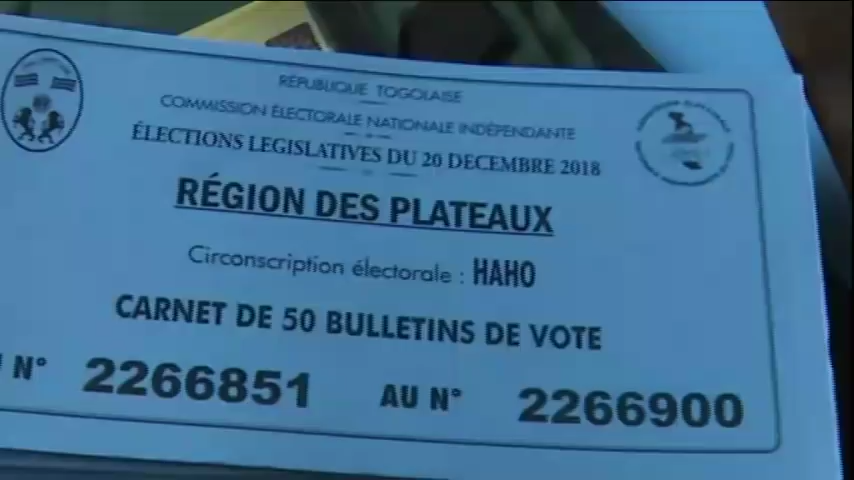 RÉPUBLIQUE TOGOLAISE
COMMISSION ÉLECTORALE NATIONALE INDÉPENDANTE
ÉLECTIONS LEGISLATIVES DU 20 DECEMBRE 2018
RÉGION DES PLATEAUX
Circonscription électorale : HAHO
CARNET DE 50 BULLETINS DE VOTE
N° 2266851 AU N° 2266900